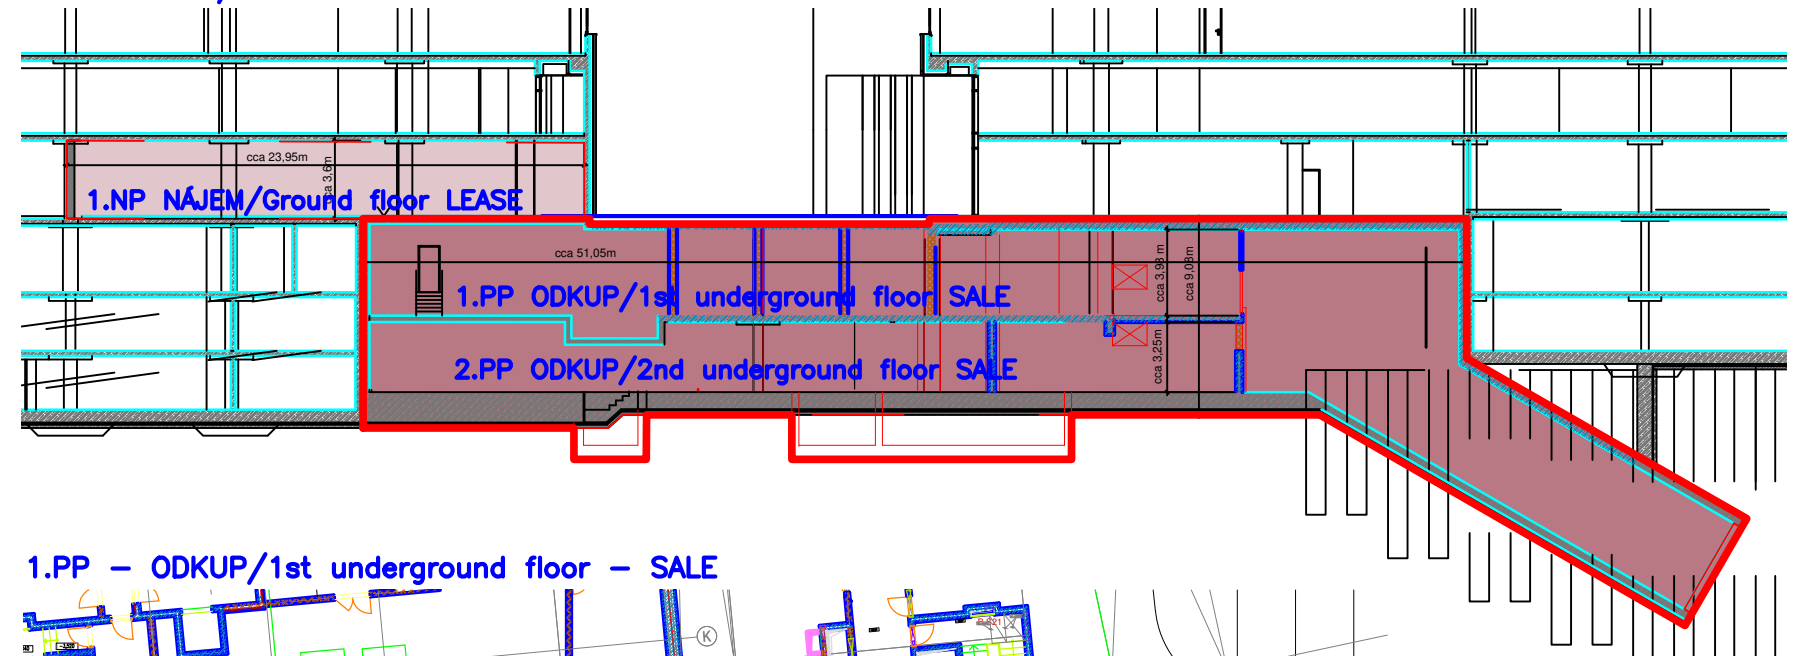 cca 23,95m
cca 3,6m
1.NP NÁJEM/Ground floor LEASE
cca 51,05m
cca 3,93 m
cca 9,08m
1.PP ODKUP/1st underground floor SALE
2.PP ODKUP/2nd underground floor SALE
cca 3,25m
1.PP – ODKUP/1st underground floor – SALE
K